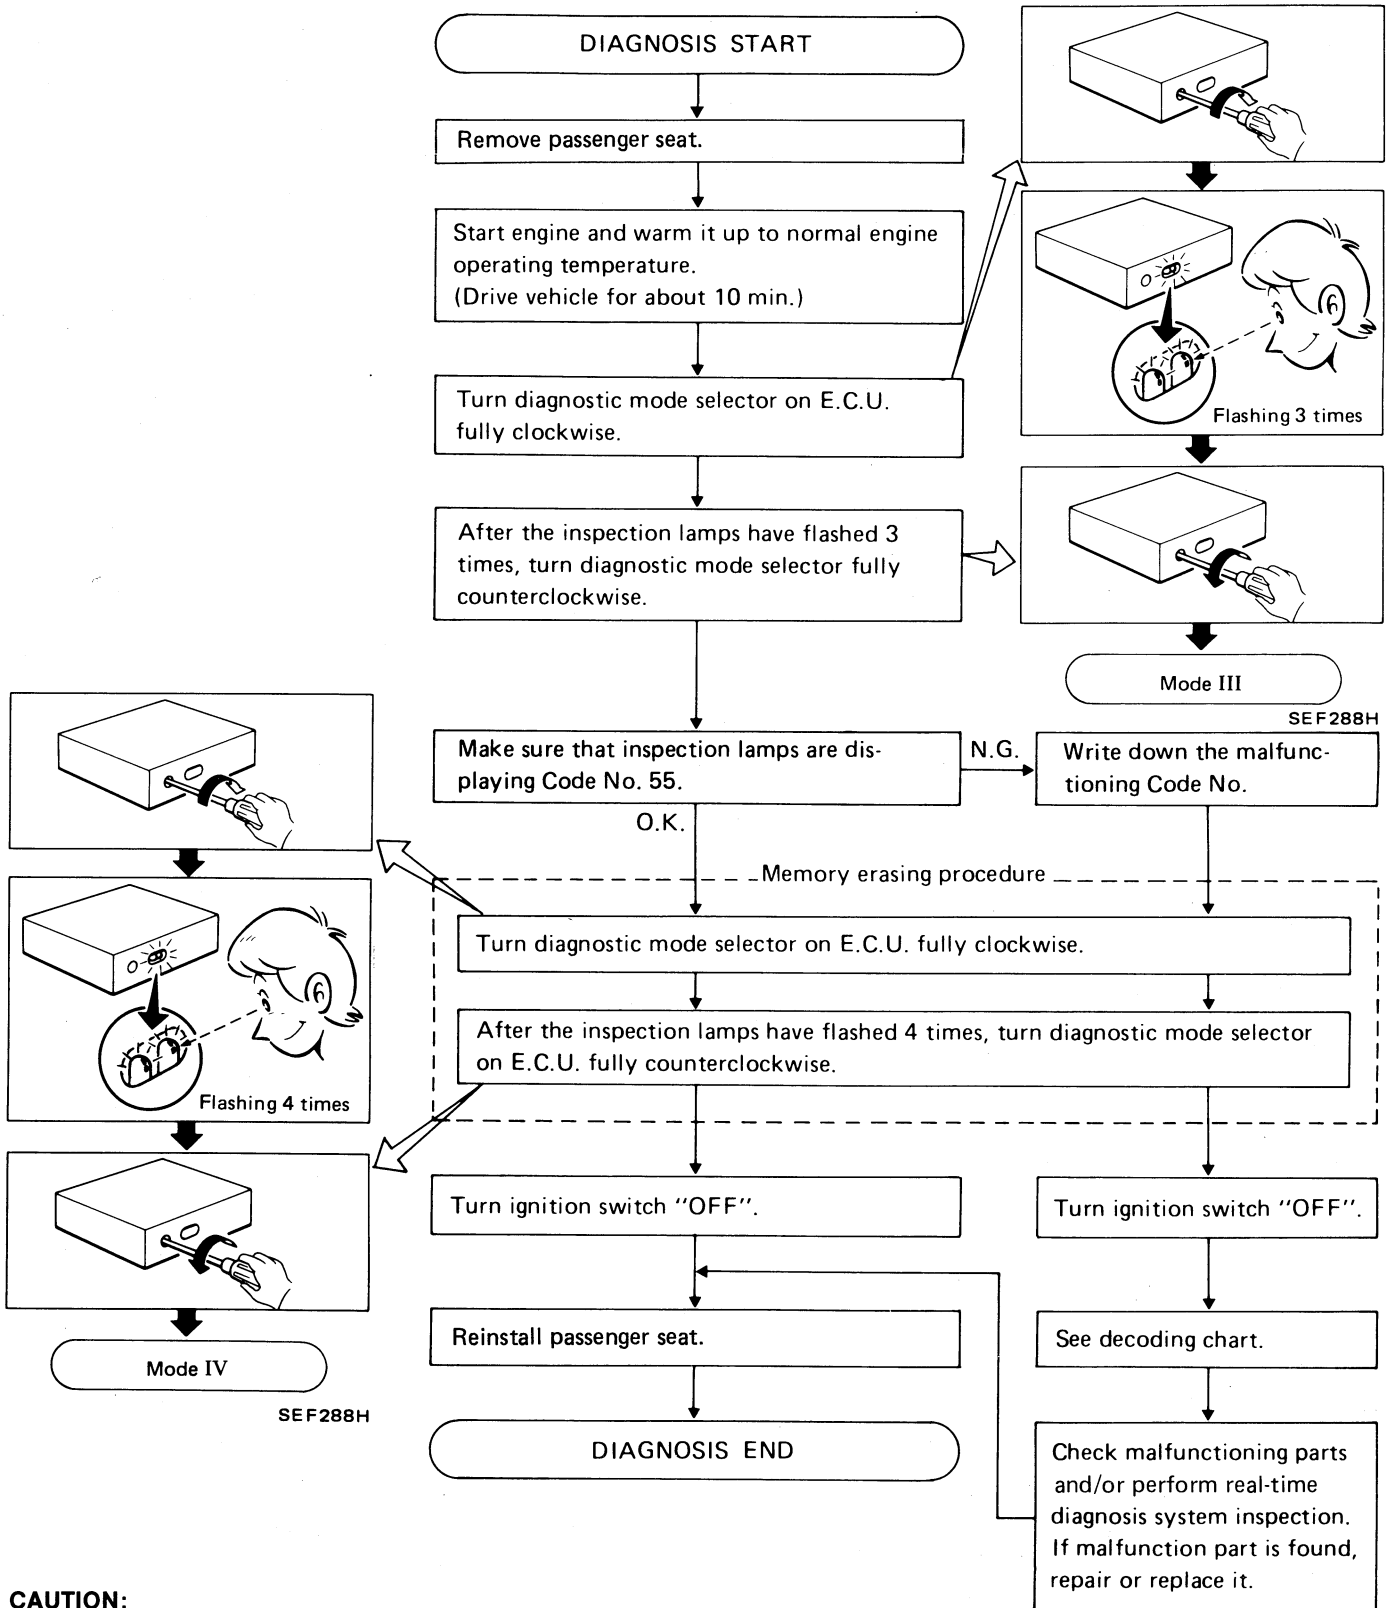 DIAGNOSIS START
Remove passenger seat.
Start engine and warm it up to normal engine
operating temperature.
(Drive vehicle for about 10 min.)
Turn diagnostic mode selector on E.C.U.
fully clockwise.
Flashing 3 times
After the inspection lamps have flashed 3
times, turn diagnostic mode selector fully
counterclockwise.
Mode III
SEF288H
Make sure that inspection lamps are dis-
playing Code No. 55.
N.G.
Write down the malfunc-
tioning Code No.
O.K.
Memory erasing procedure
Turn diagnostic mode selector on E.C.U. fully clockwise.
After the inspection lamps have flashed 4 times, turn diagnostic mode selector
on E.C.U. fully counterclockwise.
Flashing 4 times
Mode IV
SEF288H
Turn ignition switch "OFF".
Turn ignition switch "OFF".
Reinstall passenger seat.
See decoding chart.
DIAGNOSIS END
Check malfunctioning parts
and/or perform real-time
diagnosis system inspection.
If malfunction part is found,
repair or replace it.
CAUTION: